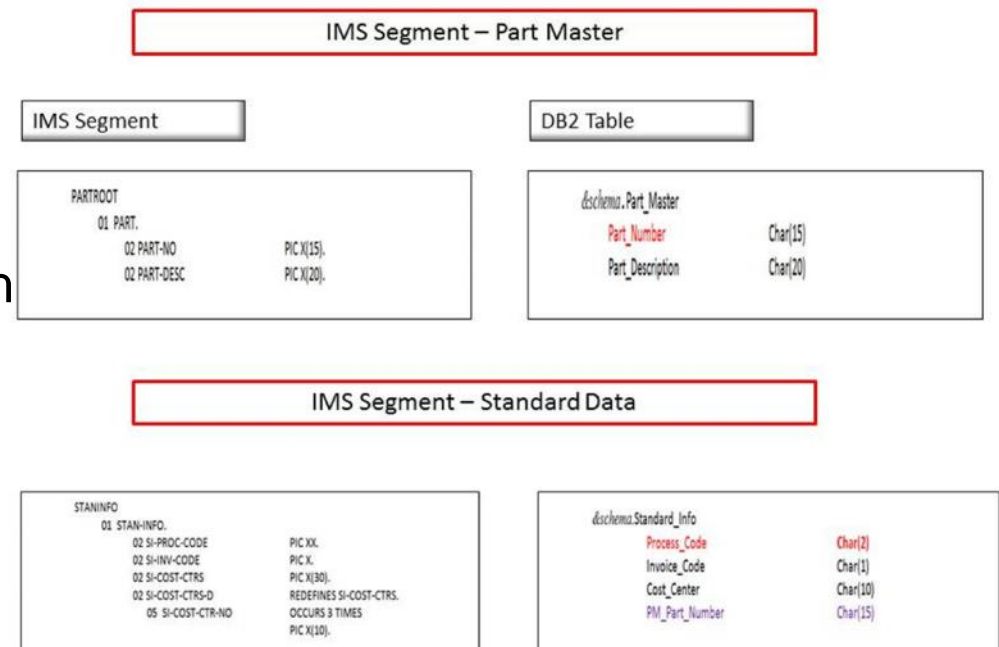 IMS Segment – Part Master
IMS Segment
DB2 Table
PARTROOT
01 PART.
02 PART-NO PIC X(15).
02 PART-DESC PIC X(20).
&schema.Part_Master
Part_Number Char(15)
Part_Description Char(20)
n
IMS Segment – Standard Data
STANINFO
01 STAN-INFO.
02 SI-PROC-CODE PIC XX.
02 SI-INV-CODE PIC X.
02 SI-COST-CTRS PIC X(30).
02 SI-COST-CTRS-D REDEFINES SI-COST-CTRS.
05 SI-COST-CTR-NO OCCURS 3 TIMES
PIC X(10).
&schema.Standard_Info
Process_Code Char(2)
Invoice_Code Char(1)
Cost_Center Char(10)
PM_Part_Number Char(15)